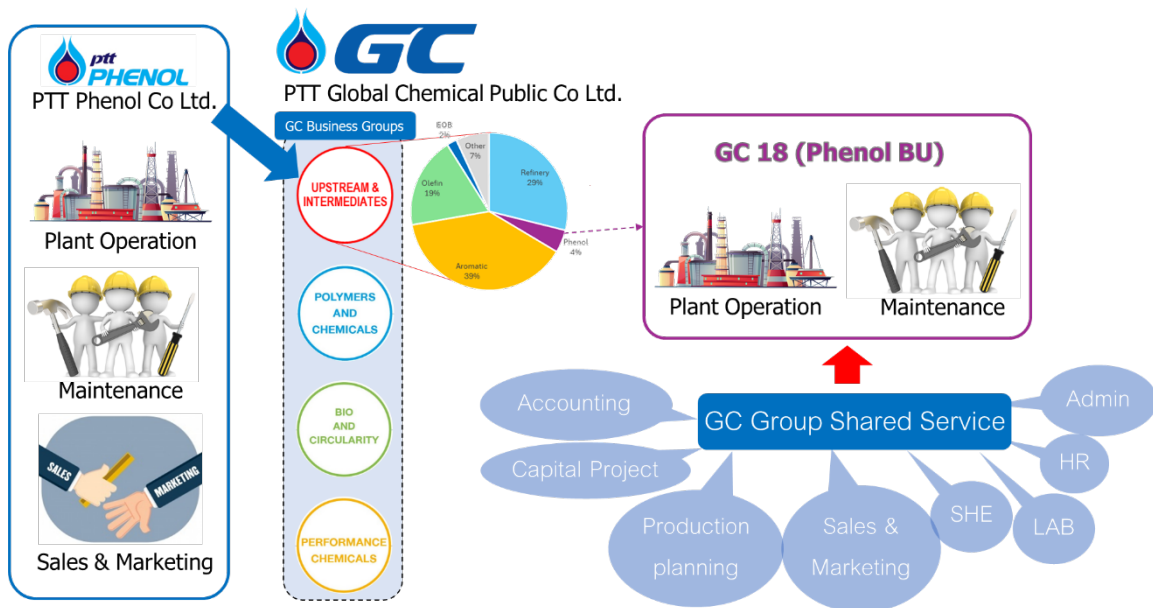 ptt
PHENOL
PTT Phenol Co Ltd.
Plant Operation
Maintenance
SALES
MARKETING
Sales & Marketing
GC
PTT Global Chemical Public Co Ltd.
GC Business Groups
UPSTREAM &
INTERMEDIATES
POLYMERS
AND
CHEMICALS
BIO
AND
CIRCULARITY
PERFORMANCE
CHEMICALS
EOB
2%
Other
7%
Refinery
29%
Olefin
19%
Phenol
4%
Aromatic
39%
GC 18 (Phenol BU)
Plant Operation
Maintenance
GC Group Shared Service
Accounting
Capital Project
Production
planning
Sales &
Marketing
SHE
LAB
HR
Admin